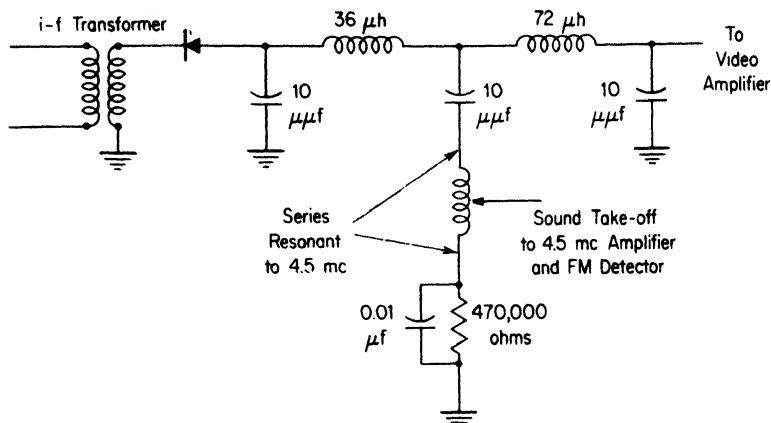 i-f Transformer
36 μh
72 μh
To
Video
Amplifier
10
μμf
10
μμf
10
μμf
Series
Resonant
to 4.5 mc
Sound Take-off
to 4.5 mc Amplifier
and FM Detector
0.01
μf
470,000
ohms